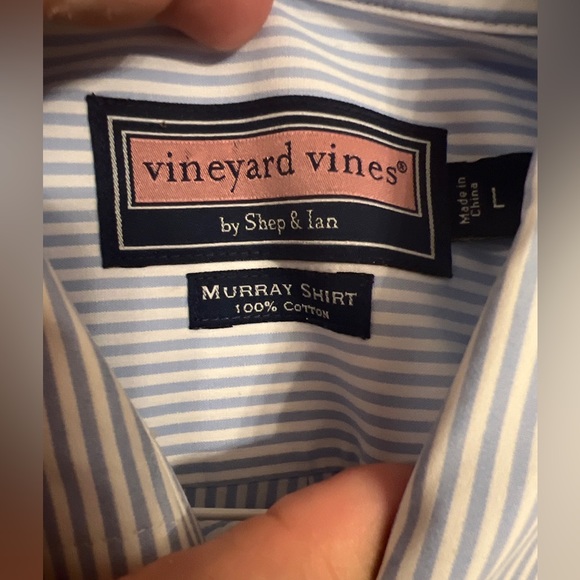 vineyard vines®
by Shep & Ian
MURRAY SHIRT
100% COTTON
Made in
China
L